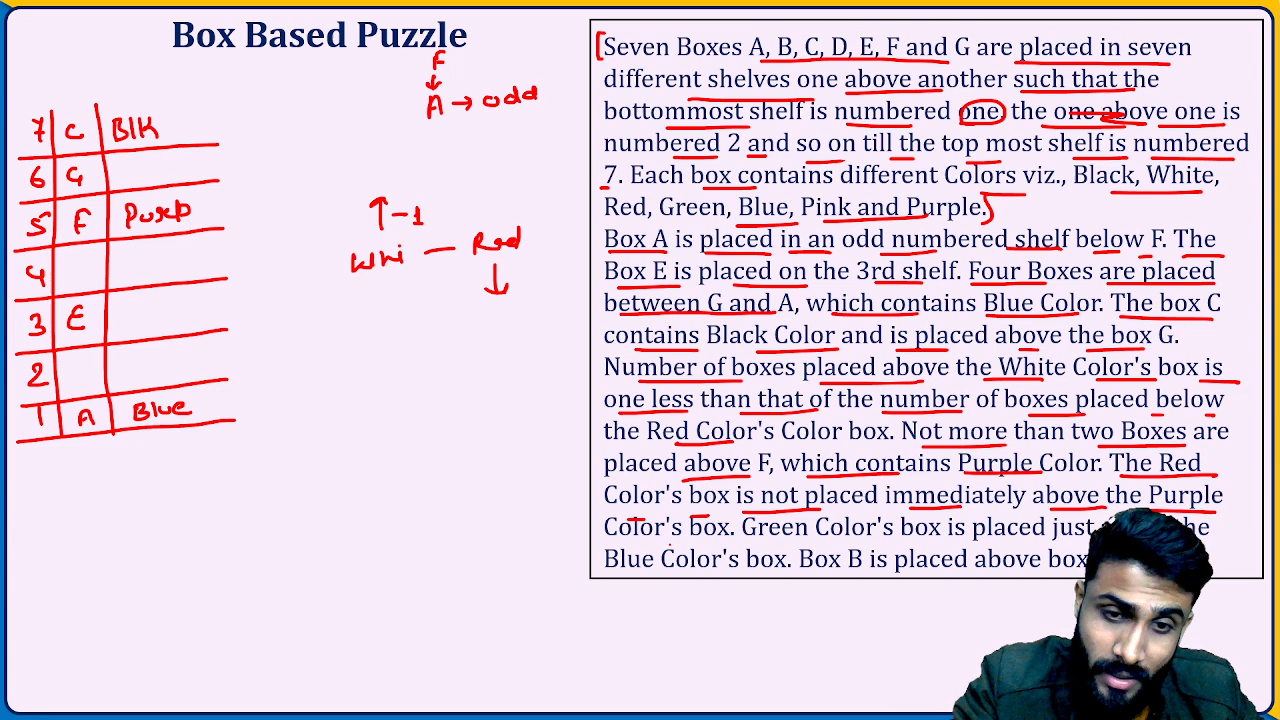 Box Based Puzzle
Seven Boxes A, B, C, D, E, F and G are placed in seven
different shelves one above another such that the
bottommost shelf is numbered one. the one above one is
numbered 2 and so on till the top most shelf is numbered
7. Each box contains different Colors viz., Black, White,
Red, Green, Blue, Pink and Purple.
Box A is placed in an odd numbered shelf below F. The
Box E is placed on the 3rd shelf. Four Boxes are placed
between G and A, which contains Blue Color. The box C
contains Black Color and is placed above the box G.
Number of boxes placed above the White Color's box is
one less than that of the number of boxes placed below
the Red Color's Color box. Not more than two Boxes are
placed above F, which contains Purple Color. The Red
Color's box is not placed immediately above the Purple
Color's box. Green Color's box is placed just
Blue Color's box. Box B is placed above box
F
A → odd
7 C Blk
6 G
5 F Purp
4
3 E
2
1 A Blue
-1
Whi — Red